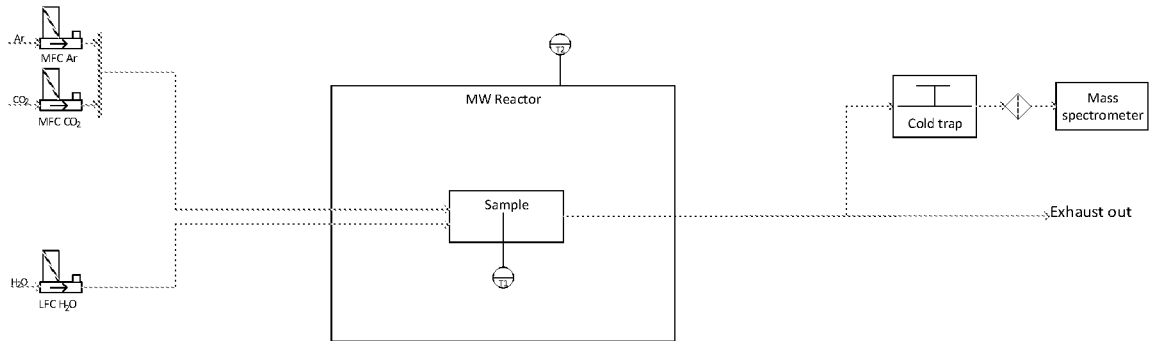 Ar
MFC Ar
CO₂
MFC CO₂
H₂O
LFC H₂O
T2
MW Reactor
Sample
T1
Cold trap
Mass
spectrometer
Exhaust out